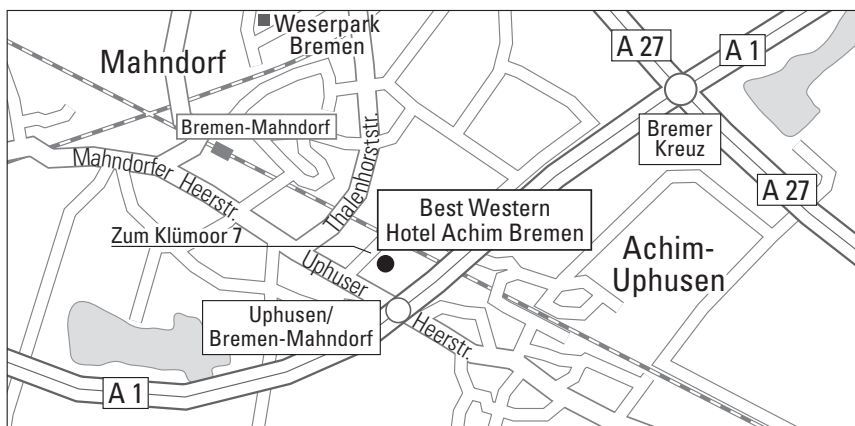 Weserpark
Bremen
A 27
A 1
Mahndorf
Bremen-Mahndorf
Bremer
Kreuz
Mahndorfer Heerstr.
Thalenhorststr.
A 27
Best Western
Hotel Achim Bremen
Zum Klümoor 7
Achim-
Uphusen
Uphuser Heerstr.
Uphusen/
Bremen-Mahndorf
A 1